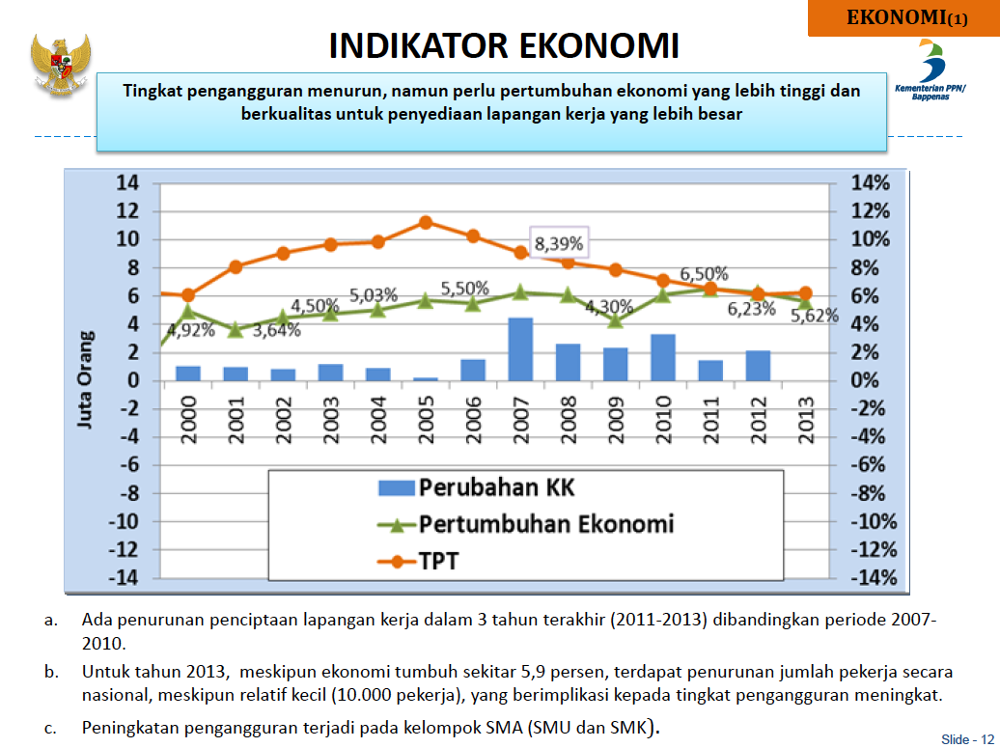 EKONOMI(1)
INDIKATOR EKONOMI
Kementerian PPN/
Bappenas
Tingkat pengangguran menurun, namun perlu pertumbuhan ekonomi yang lebih tinggi dan
berkualitas untuk penyediaan lapangan kerja yang lebih besar
14
12
10
8
6
4
2
0
-2
-4
-6
-8
-10
-12
-14
Juta Orang
14%
12%
10%
8%
6%
4%
2%
0%
-2%
-4%
-6%
-8%
-10%
-12%
-14%
4,92%
3,64%
4,50%
5,03%
5,50%
8,39%
4,30%
6,50%
6,23%
5,62%
2000 2001 2002 2003 2004 2005 2006 2007 2008 2009 2010 2011 2012 2013
Perubahan KK
Pertumbuhan Ekonomi
TPT
a. Ada penurunan penciptaan lapangan kerja dalam 3 tahun terakhir (2011-2013) dibandingkan periode 2007-
2010.
b. Untuk tahun 2013, meskipun ekonomi tumbuh sekitar 5,9 persen, terdapat penurunan jumlah pekerja secara
nasional, meskipun relatif kecil (10.000 pekerja), yang berimplikasi kepada tingkat pengangguran meningkat.
c. Peningkatan pengangguran terjadi pada kelompok SMA (SMU dan SMK).
Slide - 12